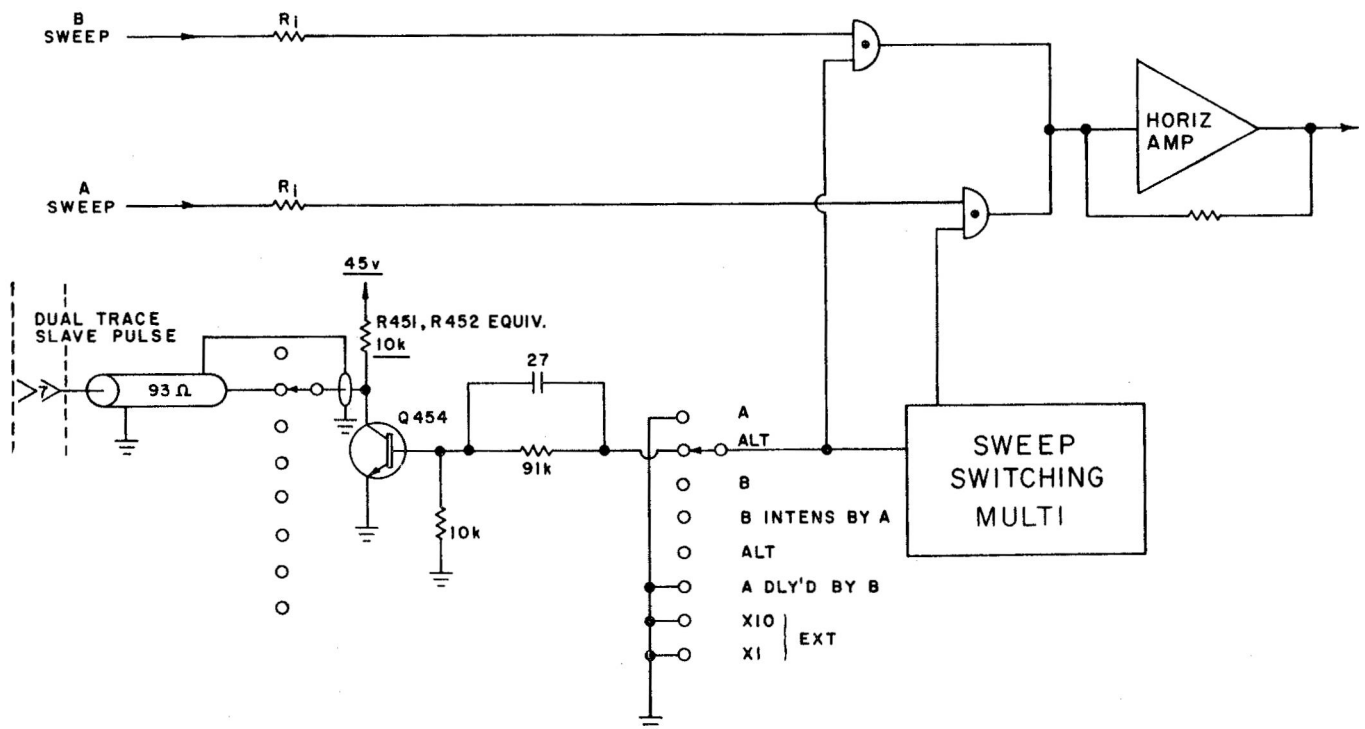 B
SWEEP
Ri
HORIZ
AMP
A
SWEEP
Ri
45v
R451, R452 EQUIV.
10k
DUAL TRACE
SLAVE PULSE
7
93 Ω
Q454
27
91k
10k
A
ALT
B
B INTENS BY A
ALT
A DLY'D BY B
X10
X1
EXT
SWEEP
SWITCHING
MULTI